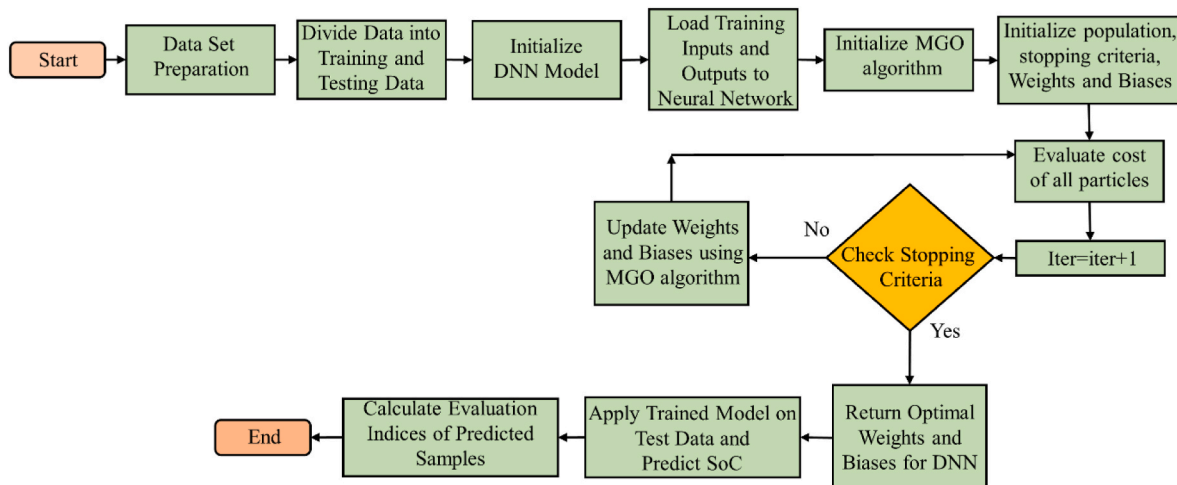 Start
Data Set
Preparation
Divide Data into
Training and
Testing Data
Initialize
DNN Model
Load Training
Inputs and
Outputs to
Neural Network
Initialize MGO
algorithm
Initialize population,
stopping criteria,
Weights and Biases
Evaluate cost
of all particles
Iter=iter+1
Check Stopping
Criteria
No
Update Weights
and Biases using
MGO algorithm
Yes
Return Optimal
Weights and
Biases for DNN
Apply Trained Model on
Test Data and
Predict SoC
Calculate Evaluation
Indices of Predicted
Samples
End